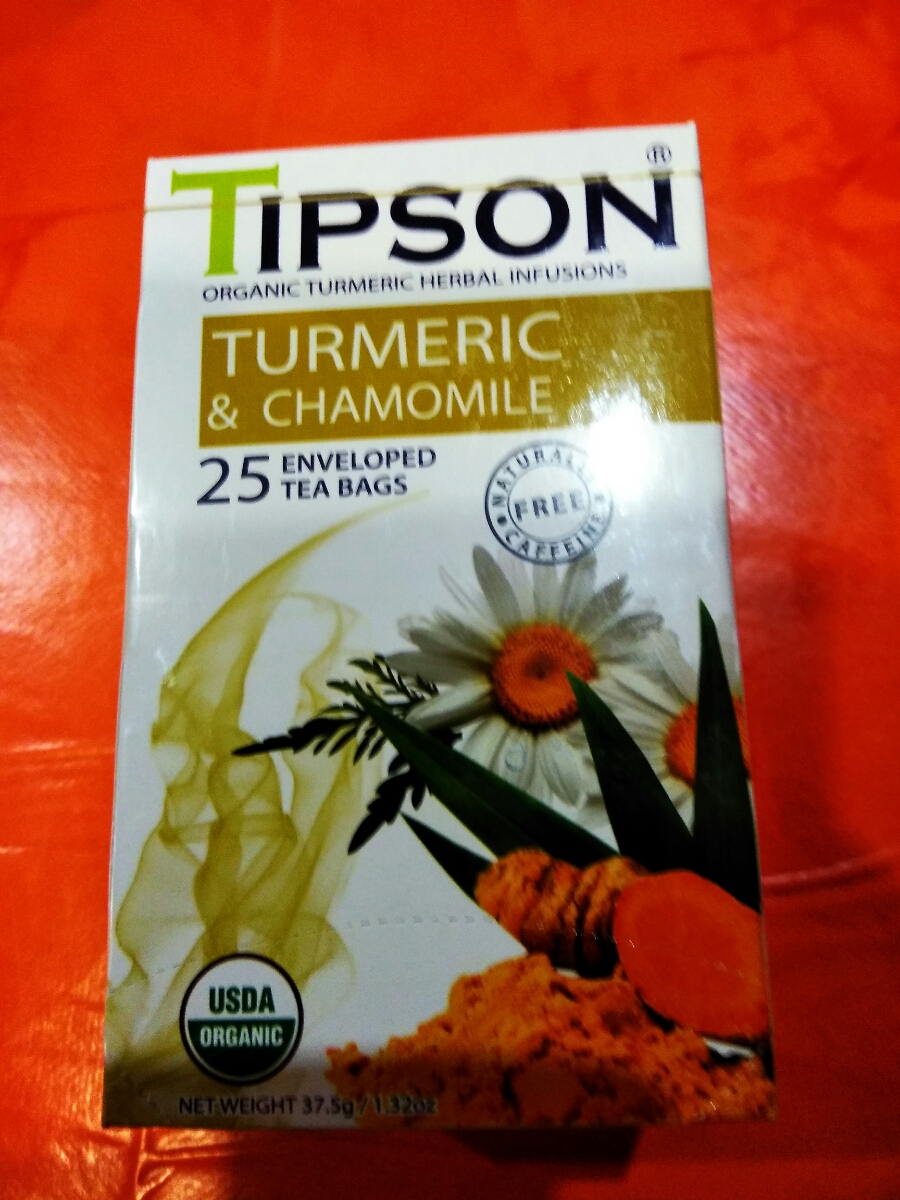 TIPSON®
ORGANIC TURMERIC HERBAL INFUSIONS
TURMERIC
& CHAMOMILE
25 ENVELOPED
TEA BAGS
NATURALLY
FREE
CAFFEINE
USDA
ORGANIC
NET WEIGHT 37.5g / 1.32oz